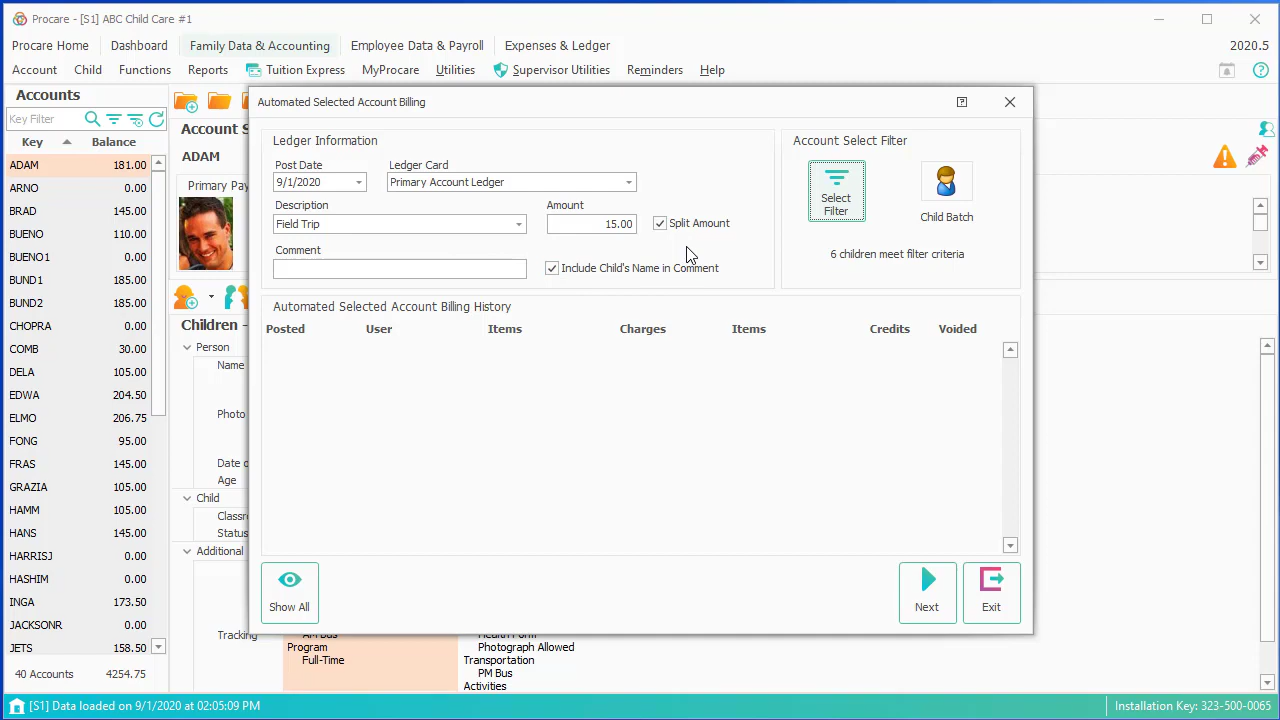 Procare - [S1] ABC Child Care #1
Procare Home Dashboard Family Data & Accounting Employee Data & Payroll Expenses & Ledger 2020.5
Account Child Functions Reports Tuition Express MyProcare Utilities Supervisor Utilities Reminders Help
Accounts
Key Filter
Key Balance
ADAM 181.00
ARNO 0.00
BRAD 145.00
BUENO 110.00
BUENO1 0.00
BUND1 185.00
BUND2 185.00
CHOPRA 0.00
COMB 30.00
DELA 105.00
EDWA 204.50
ELMO 206.75
FONG 95.00
FRAS 145.00
GRAZIA 105.00
HAMM 105.00
HANS 145.00
HARRISJ 0.00
HASHIM 0.00
INGA 173.50
JACKSONR 0.00
JETS 158.50
40 Accounts 4254.75
Account S
ADAM
Primary Pay
Children -
Person
Name
Photo
Date o
Age
Child
Classr
Status
Additional
Tracking
AM Bus
Program
Full-Time
Health Form
Photograph Allowed
Transportation
PM Bus
Activities
Automated Selected Account Billing
Ledger Information
Post Date Ledger Card
9/1/2020 Primary Account Ledger
Description Amount
Field Trip 15.00 Split Amount
Comment
Include Child's Name in Comment
Account Select Filter
Select
Filter
Child Batch
6 children meet filter criteria
Automated Selected Account Billing History
Posted User Items Charges Items Credits Voided
Show All Next Exit
[S1] Data loaded on 9/1/2020 at 02:05:09 PM Installation Key: 323-500-0065